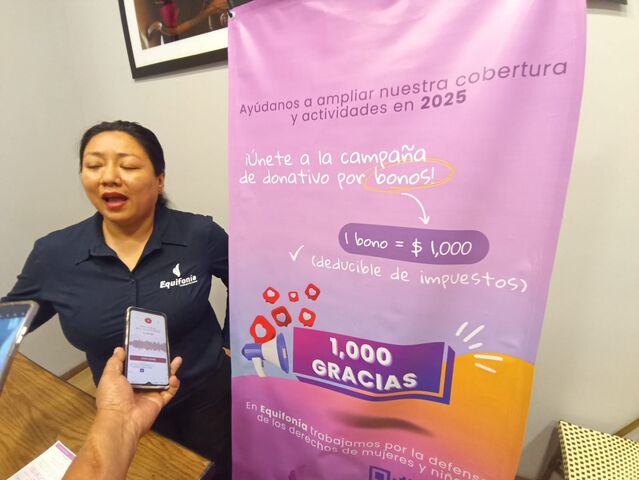 Ayúdanos a ampliar nuestra cobertura
y actividades en 2025
¡Únete a la campaña
de donativo por bonos!
1 bono = $ 1,000
✓ (deducible de impuestos)
1,000
GRACIAS
En Equifonía trabajamos por la defensa
de los derechos de mujeres y niñ
Equifonía